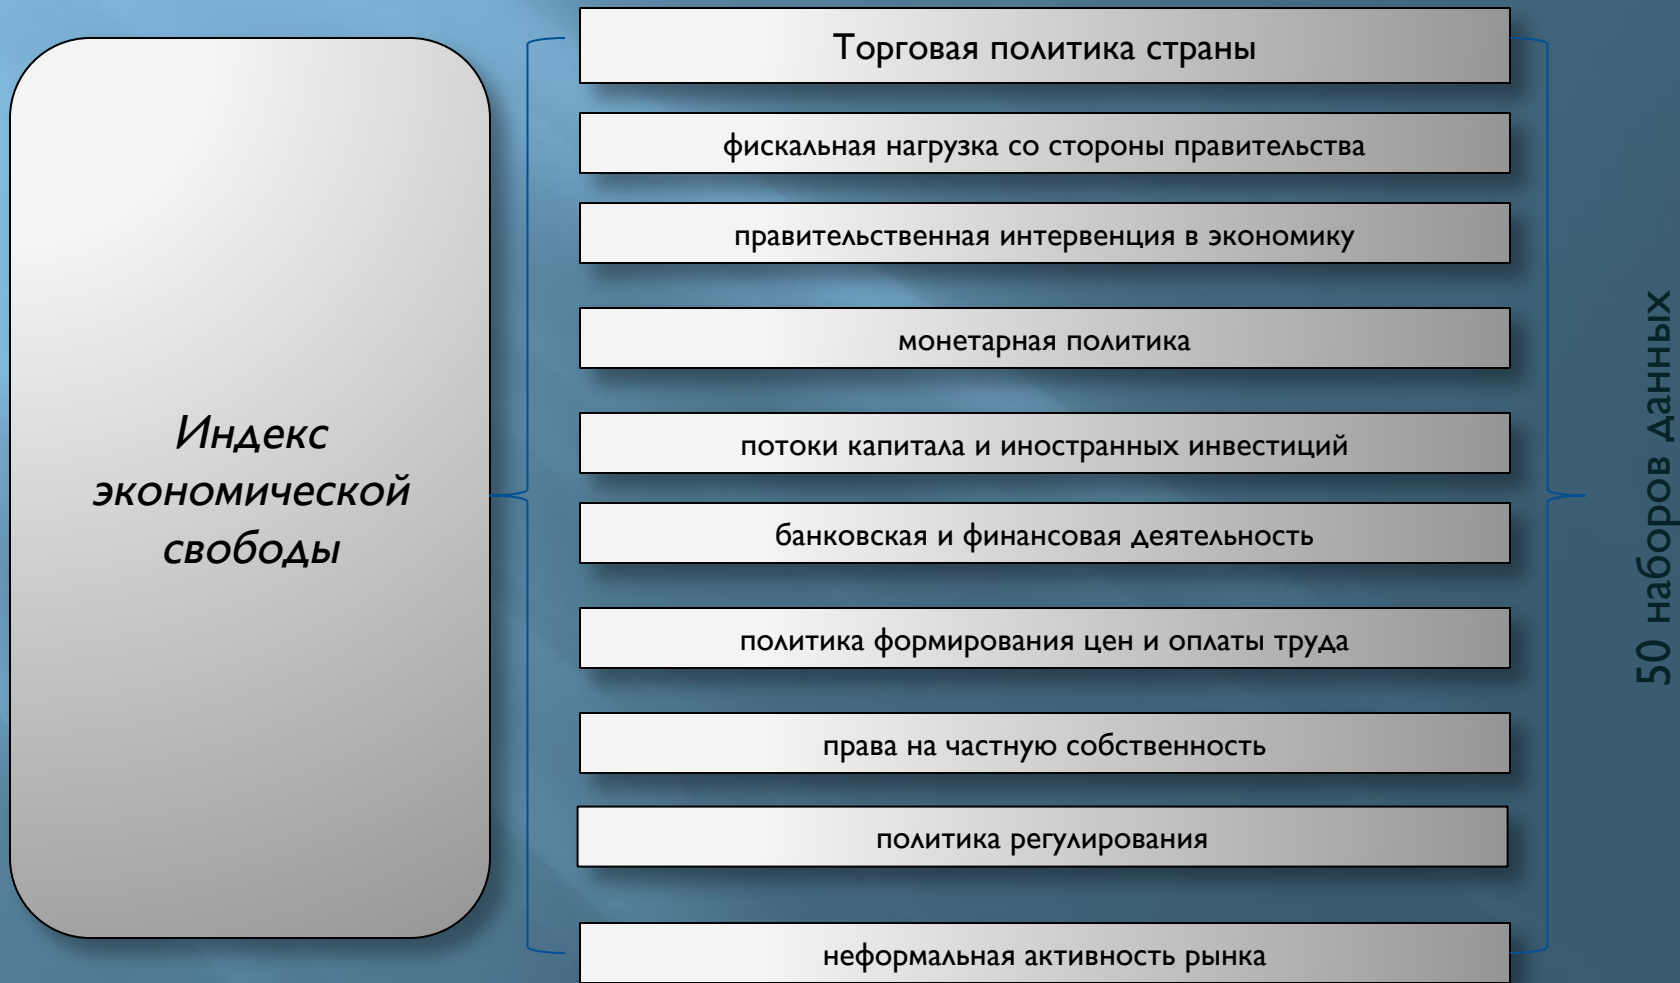 Индекс
экономической
свободы
Торговая политика страны
фискальная нагрузка со стороны правительства
правительственная интервенция в экономику
монетарная политика
потоки капитала и иностранных инвестиций
банковская и финансовая деятельность
политика формирования цен и оплаты труда
права на частную собственность
политика регулирования
неформальная активность рынка
50 наборов данных